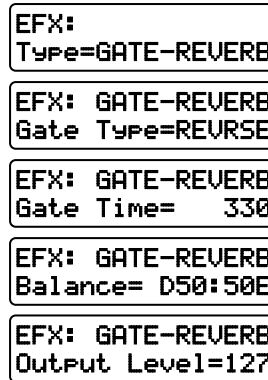 EFX:
Type=GATE-REVERB
EFX: GATE-REVERB
Gate Type=REVRSE
EFX: GATE-REVERB
Gate Time= 330
EFX: GATE-REVERB
Balance= D50:50E
EFX: GATE-REVERB
Output Level=127